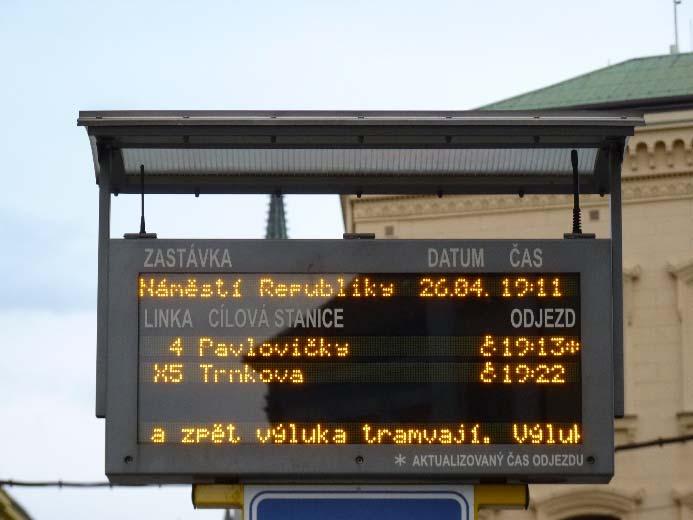 ZASTÁVKA DATUM ČAS
Náměstí Republiky 26.04. 19:11
LINKA CÍLOVÁ STANICE ODJEZD
4 Pavlovičky ♿19:13*
X5 Trnkova ♿19:22
a zpět výluka tramvají. Výluk
* AKTUALIZOVANÝ ČAS ODJEZDU